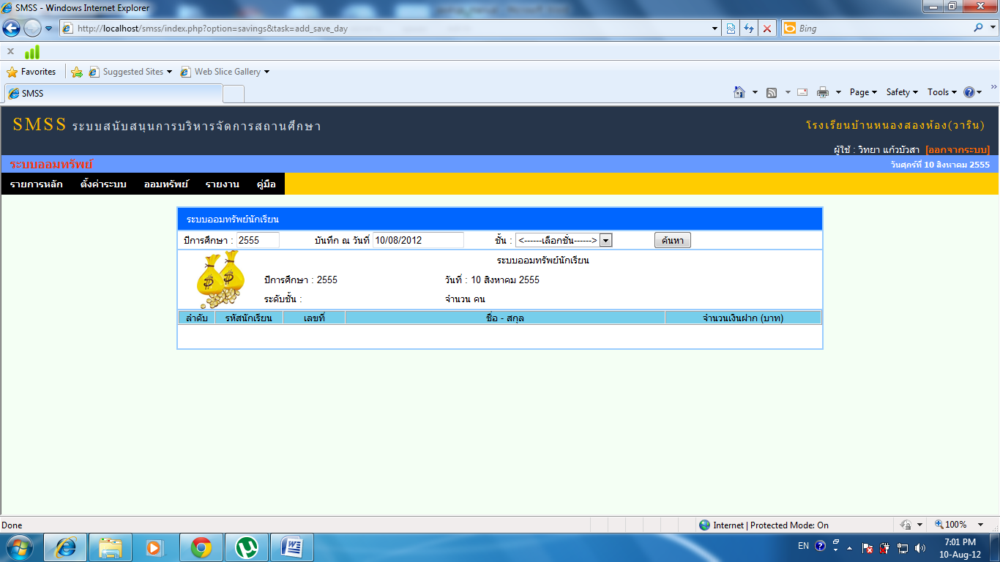 SMSS - Windows Internet Explorer
http://localhost/smss/index.php?option=savings&task=add_save_day
Bing
x
Favorites Suggested Sites Web Slice Gallery
SMSS Page Safety Tools
SMSS ระบบสนับสนุนการบริหารจัดการสถานศึกษา โรงเรียนบ้านหนองสองห้อง(วาริน)
ผู้ใช้ : วิทยา แก้วบัวสา [ออกจากระบบ]
ระบบออมทรัพย์ วันศุกร์ที่ 10 สิงหาคม 2555
รายการหลัก ตั้งค่าระบบ ออมทรัพย์ รายงาน คู่มือ
ระบบออมทรัพย์นักเรียน
ปีการศึกษา : 2555 บันทึก ณ วันที่ 10/08/2012 ชั้น : <------เลือกชั้น------> ค้นหา
ระบบออมทรัพย์นักเรียน
ปีการศึกษา : 2555 วันที่ : 10 สิงหาคม 2555
ระดับชั้น : จำนวน คน
ลำดับ รหัสนักเรียน เลขที่ ชื่อ - สกุล จำนวนเงินฝาก (บาท)
Done Internet | Protected Mode: On 100%
EN 7:01 PM
10-Aug-12